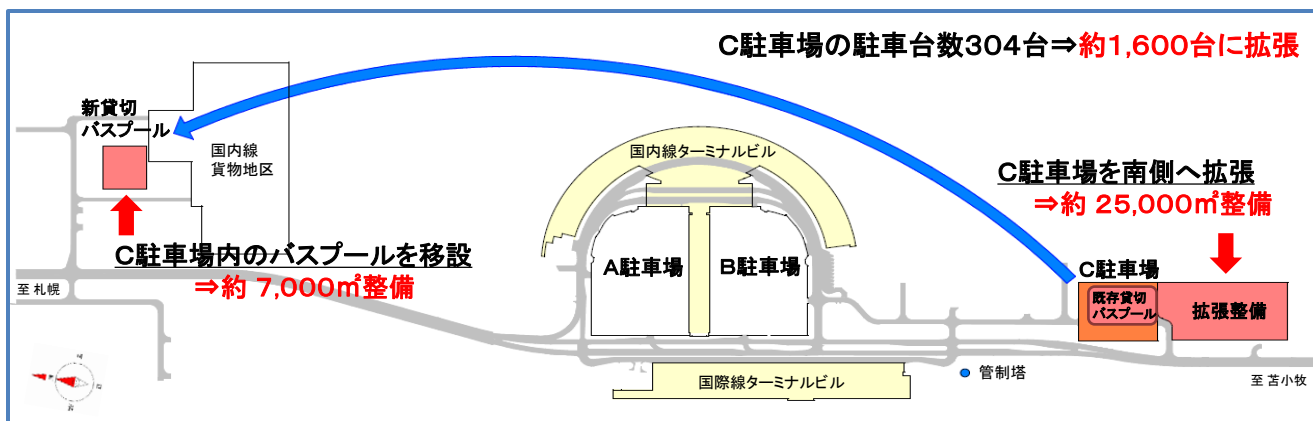 C駐車場の駐車台数304台⇒約1,600台に拡張
新貸切
バスプール
国内線
貨物地区
国内線ターミナルビル
C駐車場を南側へ拡張
⇒約 25,000㎡整備
C駐車場内のバスプールを移設
⇒約 7,000㎡整備
A駐車場
B駐車場
C駐車場
既存貸切
バスプール
拡張整備
至 札幌
国際線ターミナルビル
管制塔
至 苫小牧